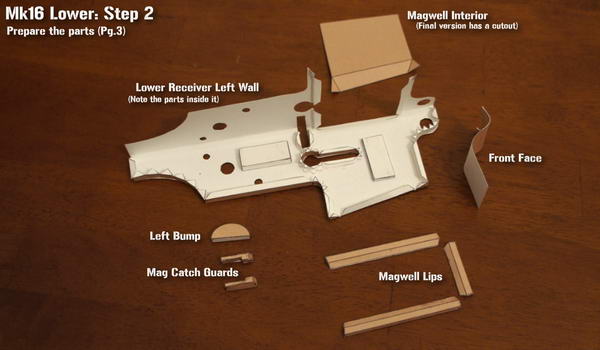 Mk16 Lower: Step 2
Prepare the parts (Pg.3)
Magwell Interior
(Final version has a cutout)
Lower Receiver Left Wall
(Note the parts inside it)
Front Face
Left Bump
Mag Catch Guards
Magwell Lips